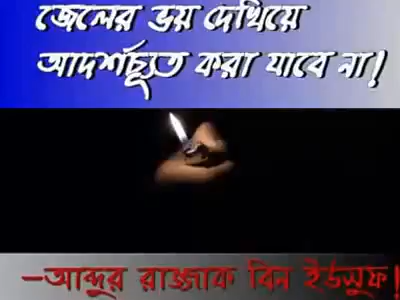 জেলের ভয় দেখিয়ে
আদর্শচ্যূত করা যাবে না!
-আব্দুর রাজ্জাক বিন ইউসুফ!